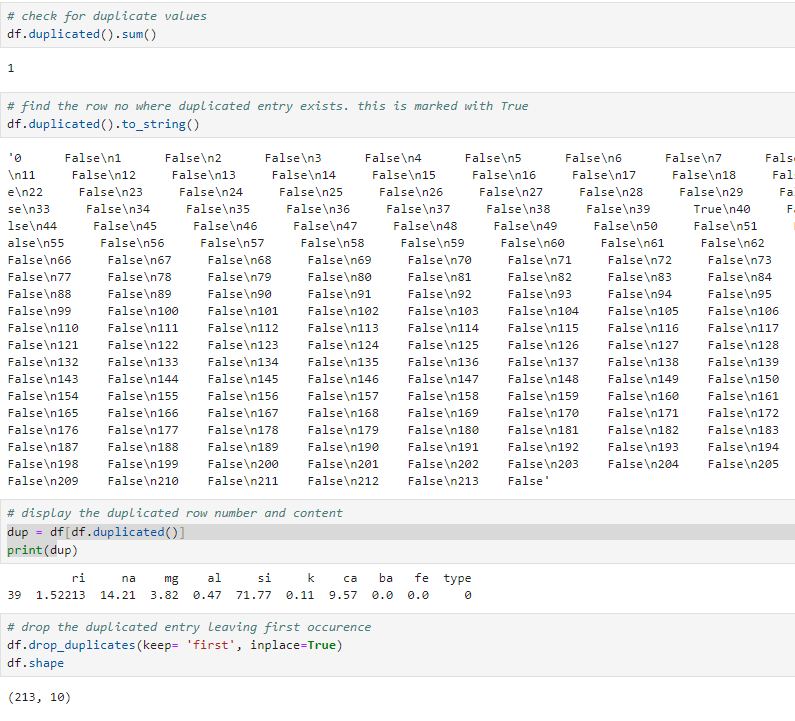 # check for duplicate values
df.duplicated().sum()
1
# find the row no where duplicated entry exists. this is marked with True
df.duplicated().to_string()
'0      False\n1      False\n2      False\n3      False\n4      False\n5      False\n6      False\n7      Fals
\n11     False\n12     False\n13     False\n14     False\n15     False\n16     False\n17     False\n18     Fal
e\n22     False\n23     False\n24     False\n25     False\n26     False\n27     False\n28     False\n29     Fa
se\n33     False\n34     False\n35     False\n36     False\n37     False\n38     False\n39      True\n40     F
lse\n44     False\n45     False\n46     False\n47     False\n48     False\n49     False\n50     False\n51
alse\n55     False\n56     False\n57     False\n58     False\n59     False\n60     False\n61     False\n62
False\n66     False\n67     False\n68     False\n69     False\n70     False\n71     False\n72     False\n73
False\n77     False\n78     False\n79     False\n80     False\n81     False\n82     False\n83     False\n84
False\n88     False\n89     False\n90     False\n91     False\n92     False\n93     False\n94     False\n95
False\n99     False\n100    False\n101    False\n102    False\n103    False\n104    False\n105    False\n106
False\n110    False\n111    False\n112    False\n113    False\n114    False\n115    False\n116    False\n117
False\n121    False\n122    False\n123    False\n124    False\n125    False\n126    False\n127    False\n128
False\n132    False\n133    False\n134    False\n135    False\n136    False\n137    False\n138    False\n139
False\n143    False\n144    False\n145    False\n146    False\n147    False\n148    False\n149    False\n150
False\n154    False\n155    False\n156    False\n157    False\n158    False\n159    False\n160    False\n161
False\n165    False\n166    False\n167    False\n168    False\n169    False\n170    False\n171    False\n172
False\n176    False\n177    False\n178    False\n179    False\n180    False\n181    False\n182    False\n183
False\n187    False\n188    False\n189    False\n190    False\n191    False\n192    False\n193    False\n194
False\n198    False\n199    False\n200    False\n201    False\n202    False\n203    False\n204    False\n205
False\n209    False\n210    False\n211    False\n212    False\n213    False'
# display the duplicated row number and content
dup = df[df.duplicated()]
print(dup)
ri     na    mg    al     si     k    ca   ba   fe  type
39  1.52213  14.21  3.82  0.47  71.77  0.11  9.57  0.0  0.0     0
# drop the duplicated entry leaving first occurence
df.drop_duplicates(keep= 'first', inplace=True)
df.shape
(213, 10)